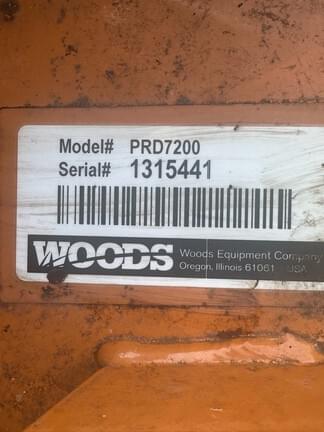 Model# PRD7200
Serial# 1315441
WOODS
Woods Equipment Company
Oregon, Illinois 61061 USA